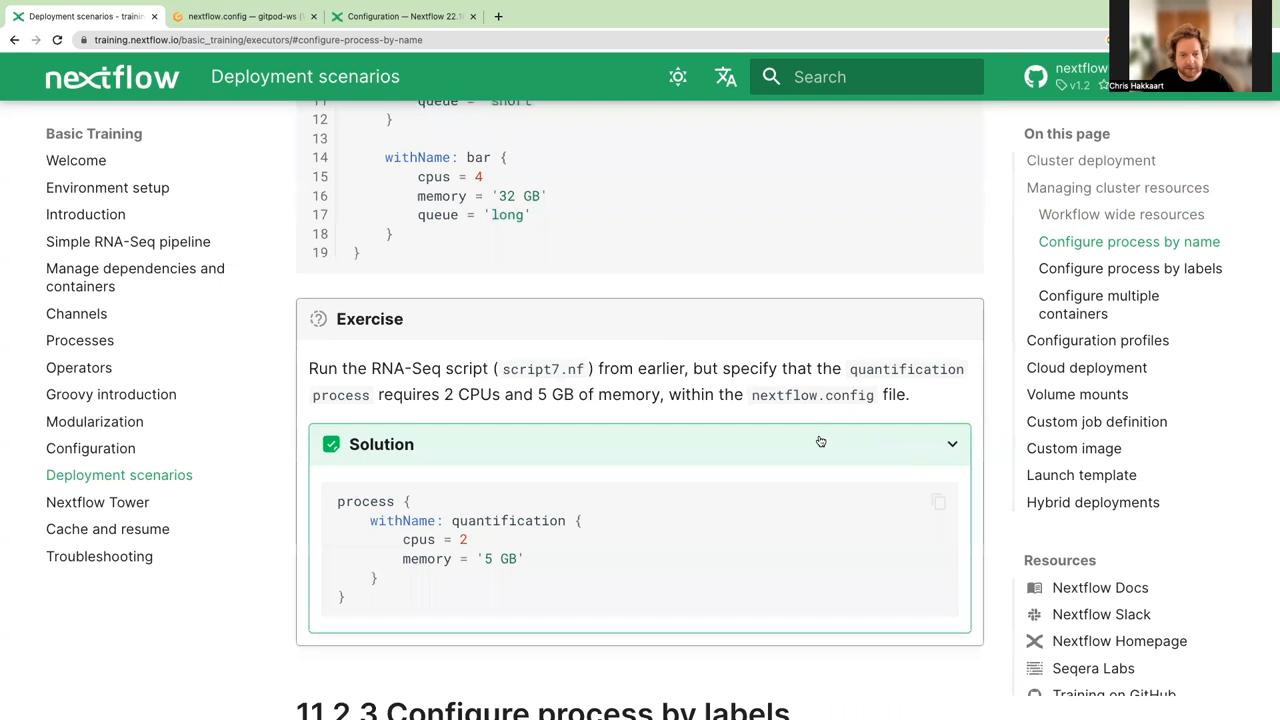 Deployment scenarios - trainin
nextflow.config — gitpod-ws [
Configuration — Nextflow 22.1
training.nextflow.io/basic_training/executors/#configure-process-by-name
nextflow
Deployment scenarios
Search
nextflow
v1.2
Chris Hakkaart
Basic Training
Welcome
Environment setup
Introduction
Simple RNA-Seq pipeline
Manage dependencies and
containers
Channels
Processes
Operators
Groovy introduction
Modularization
Configuration
Deployment scenarios
Nextflow Tower
Cache and resume
Troubleshooting
11 queue = 'short'
12 }
13
14 withName: bar {
15 cpus = 4
16 memory = '32 GB'
17 queue = 'long'
18 }
19 }
Exercise
Run the RNA-Seq script ( script7.nf ) from earlier, but specify that the quantification
process requires 2 CPUs and 5 GB of memory, within the nextflow.config file.
Solution
process {
withName: quantification {
cpus = 2
memory = '5 GB'
}
}
11.2.3 Configure process by labels
On this page
Cluster deployment
Managing cluster resources
Workflow wide resources
Configure process by name
Configure process by labels
Configure multiple
containers
Configuration profiles
Cloud deployment
Volume mounts
Custom job definition
Custom image
Launch template
Hybrid deployments
Resources
Nextflow Docs
Nextflow Slack
Nextflow Homepage
Seqera Labs
Training on GitHub